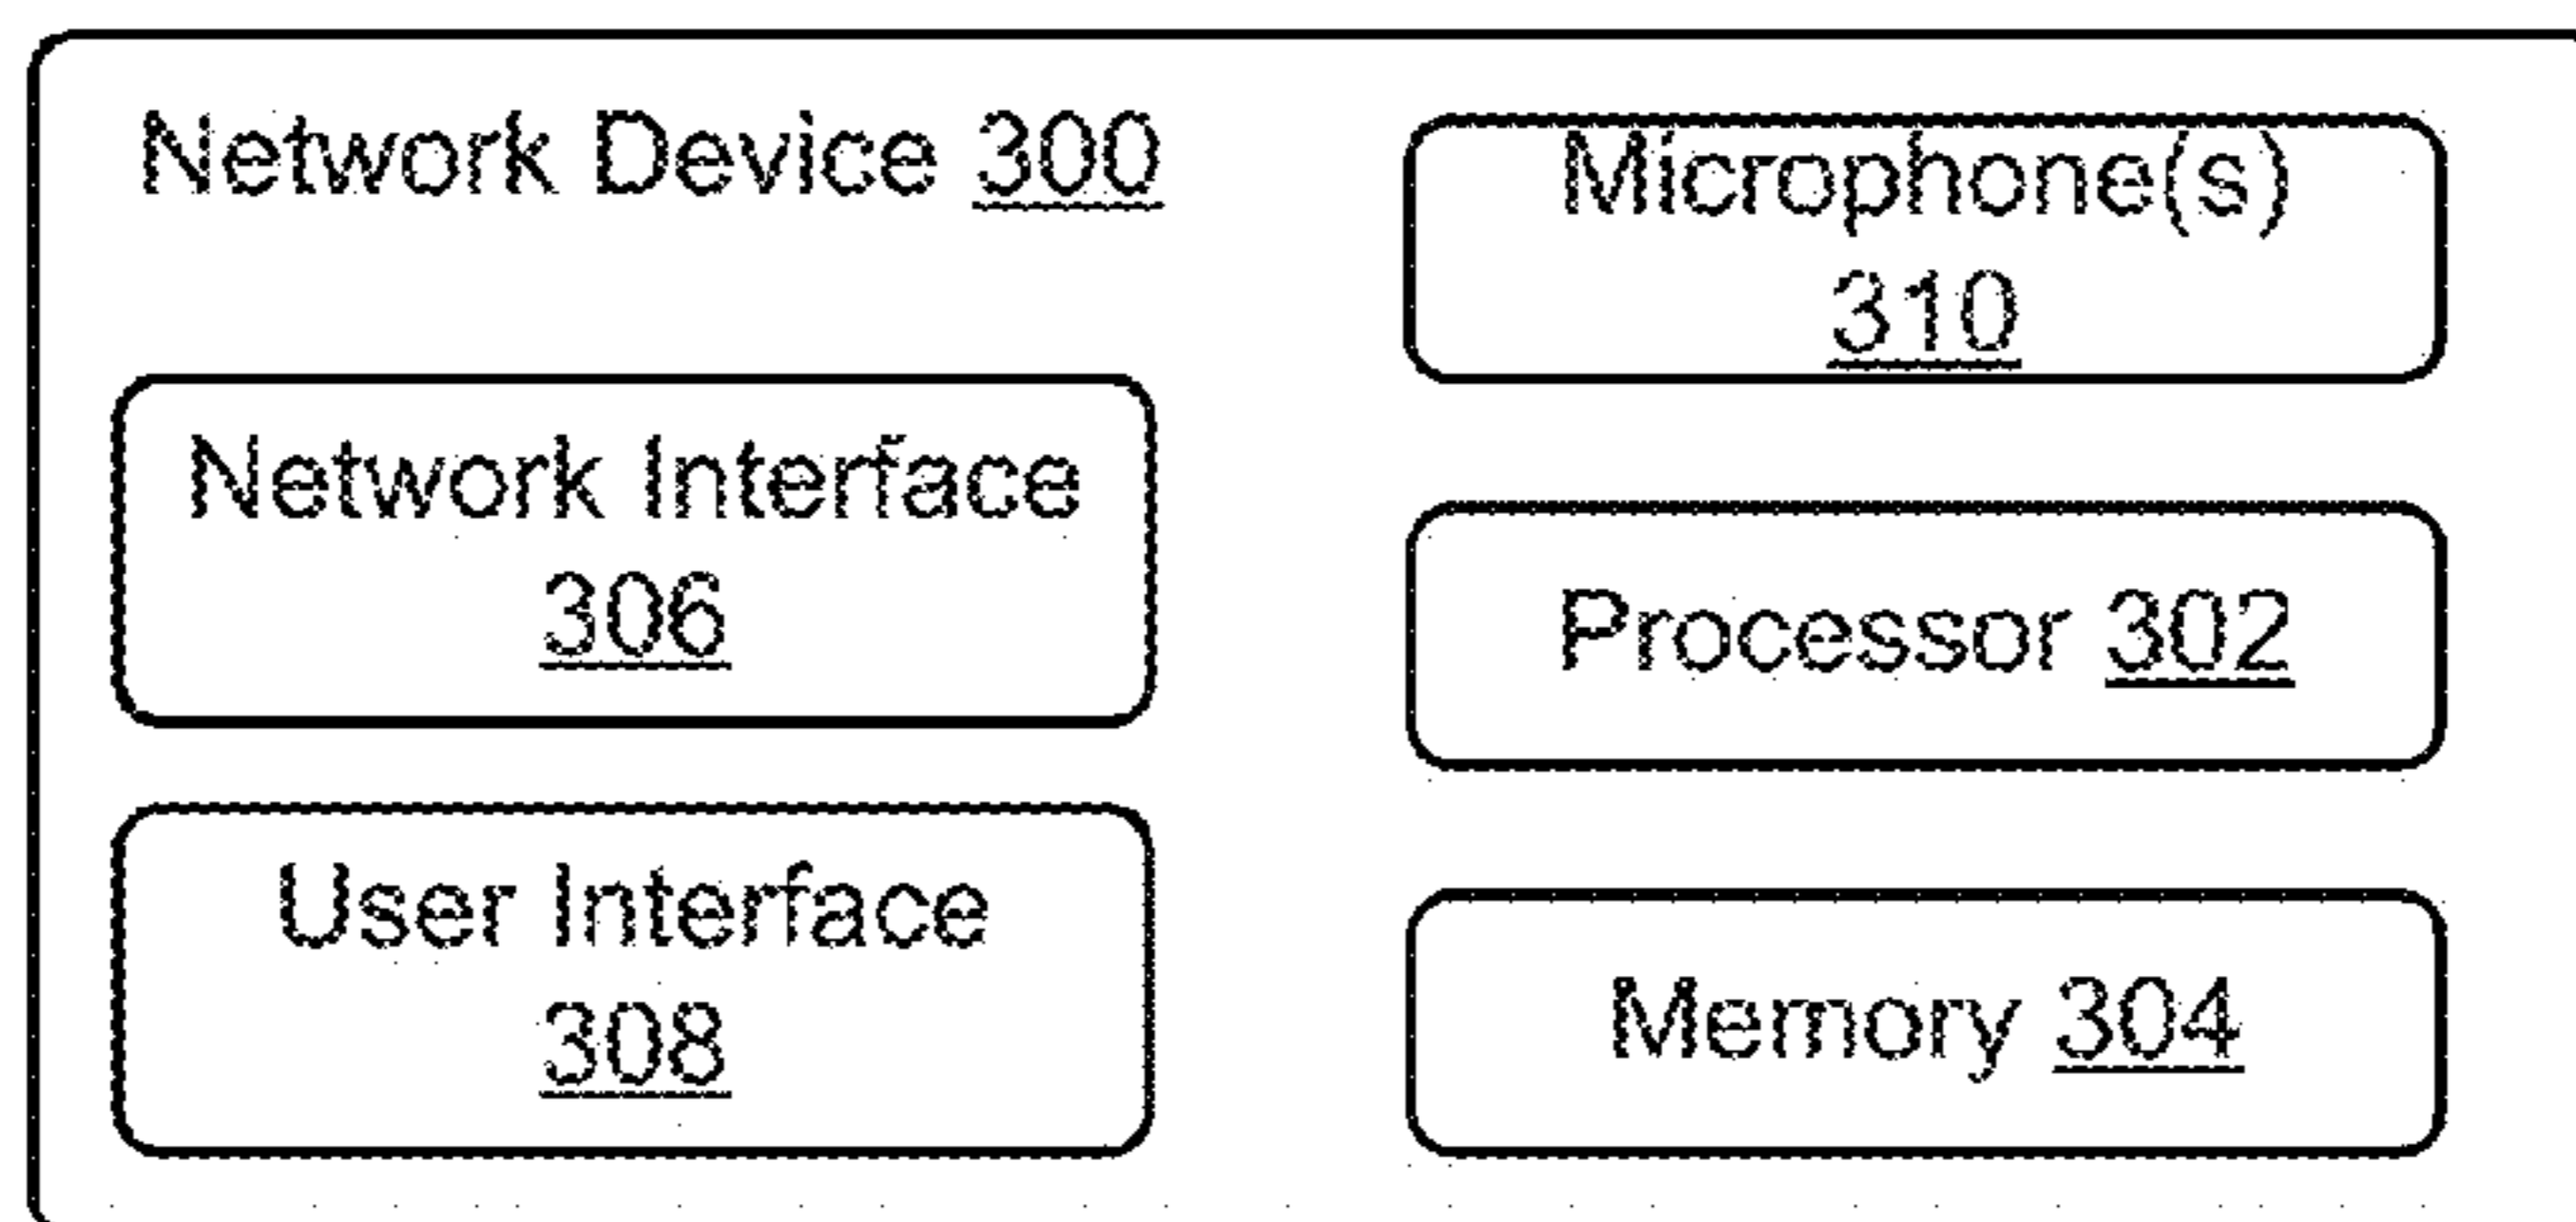 Network Device 300
Microphone(s)
310
Network Interface
306
Processor 302
User Interface
308
Memory 304